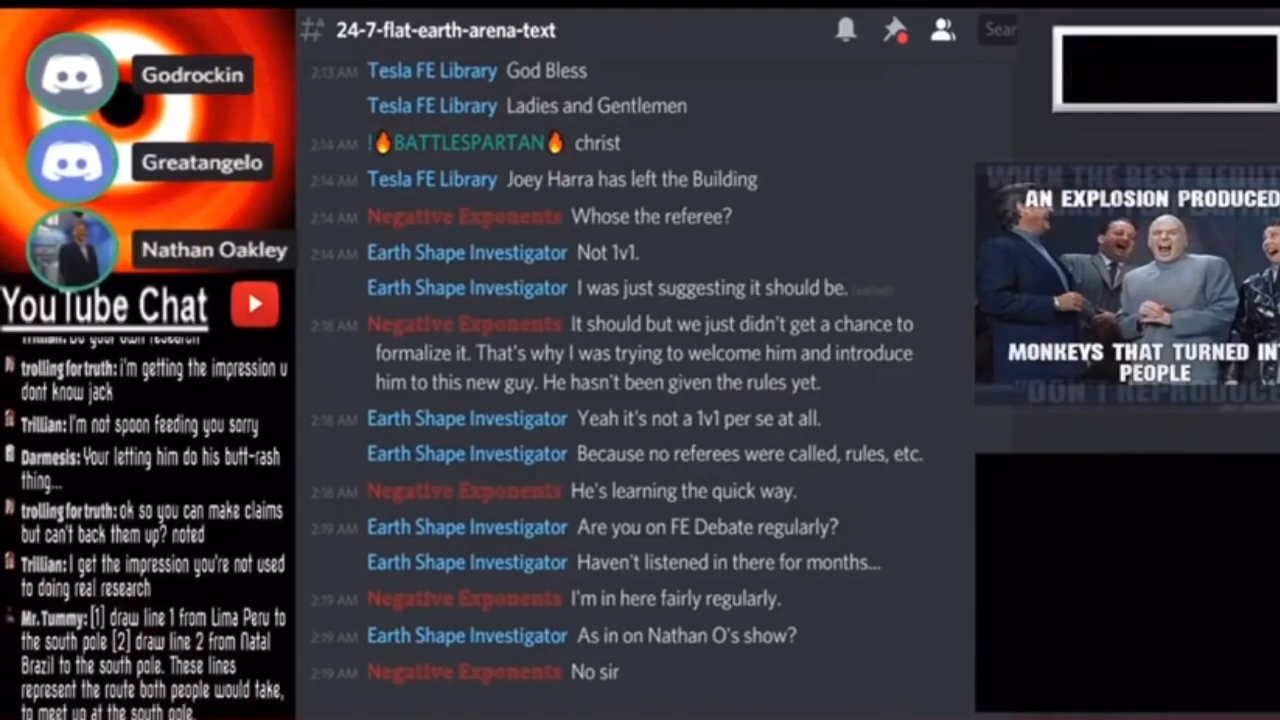 Godrockin
Greatangelo
Nathan Oakley
YouTube Chat
trollingfortruth: i'm getting the impression u
dont know jack
Trillian: I'm not spoon feeding you sorry
Darmesis: Your letting him do his butt-rash
thing...
trollingfortruth: ok so you can make claims
but can't back them up? noted
Trillian: I get the impression you're not used
to doing real research
Mr.Tummy: [1] draw line 1 from Lima Peru to
the south pole [2] draw line 2 from Natal
Brazil to the south pole. These lines
represent the route both people would take,
to meet up at the south pole.
24-7-flat-earth-arena-text
2:13 AM Tesla FE Library God Bless
Tesla FE Library Ladies and Gentlemen
2:14 AM !🔥BATTLESPARTAN🔥 christ
2:14 AM Tesla FE Library Joey Harra has left the Building
2:14 AM Negative Exponents Whose the referee?
2:14 AM Earth Shape Investigator Not 1v1.
Earth Shape Investigator I was just suggesting it should be. (edited)
2:18 AM Negative Exponents It should but we just didn't get a chance to
formalize it. That's why I was trying to welcome him and introduce
him to this new guy. He hasn't been given the rules yet.
2:18 AM Earth Shape Investigator Yeah it's not a 1v1 per se at all.
Earth Shape Investigator Because no referees were called, rules, etc.
2:18 AM Negative Exponents He's learning the quick way.
2:19 AM Earth Shape Investigator Are you on FE Debate regularly?
Earth Shape Investigator Haven't listened in there for months...
2:19 AM Negative Exponents I'm in here fairly regularly.
2:19 AM Earth Shape Investigator As in on Nathan O's show?
2:19 AM Negative Exponents No sir
Sear
AN EXPLOSION PRODUCED
MONKEYS THAT TURNED IN
PEOPLE
"DON'T REPRODUC